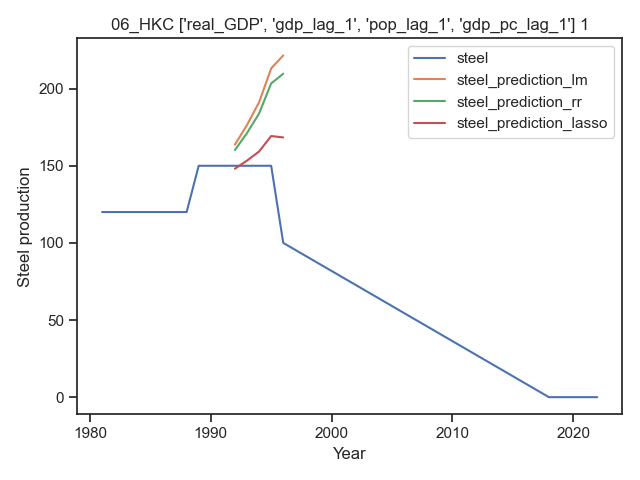 06_HKC ['real_GDP', 'gdp_lag_1', 'pop_lag_1', 'gdp_pc_lag_1'] 1
steel
steel_prediction_lm
steel_prediction_rr
steel_prediction_lasso
Steel production
200
150
100
50
0
1980 1990 2000 2010 2020
Year